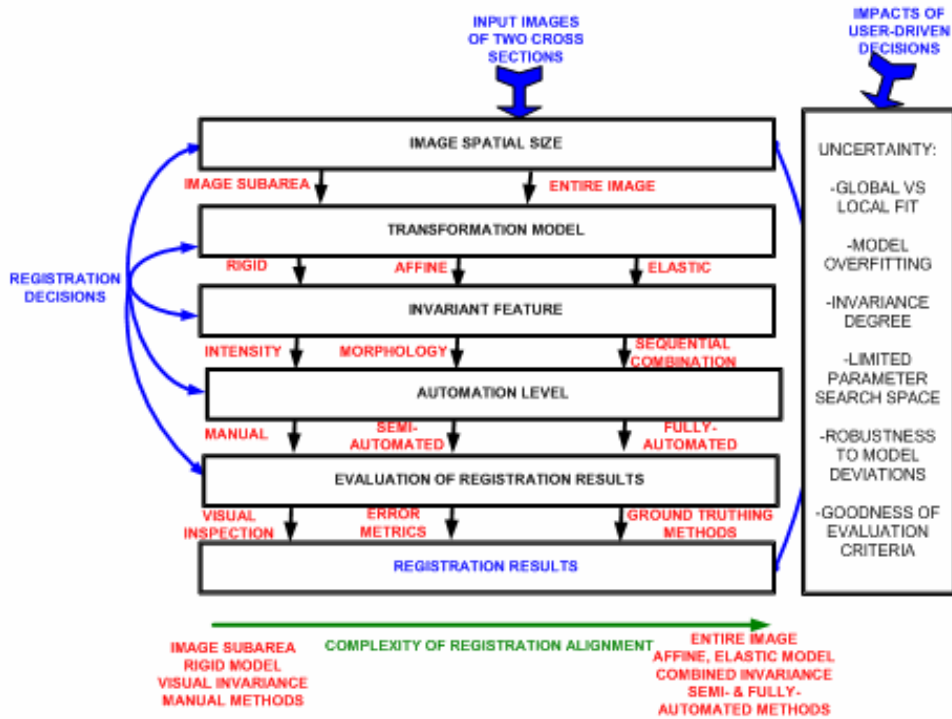 INPUT IMAGES
OF TWO CROSS
SECTIONS
IMPACTS OF
USER-DRIVEN
DECISIONS
IMAGE SPATIAL SIZE
IMAGE SUBAREA
ENTIRE IMAGE
TRANSFORMATION MODEL
RIGID
AFFINE
ELASTIC
REGISTRATION
DECISIONS
INVARIANT FEATURE
INTENSITY
MORPHOLOGY
SEQUENTIAL
COMBINATION
AUTOMATION LEVEL
MANUAL
SEMI-
AUTOMATED
FULLY-
AUTOMATED
EVALUATION OF REGISTRATION RESULTS
VISUAL
INSPECTION
ERROR
METRICS
GROUND TRUTHING
METHODS
REGISTRATION RESULTS
UNCERTAINTY:
-GLOBAL VS
LOCAL FIT
-MODEL
OVERFITTING
-INVARIANCE
DEGREE
-LIMITED
PARAMETER
SEARCH SPACE
-ROBUSTNESS
TO MODEL
DEVIATIONS
-GOODNESS OF
EVALUATION
CRITERIA
COMPLEXITY OF REGISTRATION ALIGNMENT
IMAGE SUBAREA
RIGID MODEL
VISUAL INVARIANCE
MANUAL METHODS
ENTIRE IMAGE
AFFINE, ELASTIC MODEL
COMBINED INVARIANCE
SEMI- & FULLY-
AUTOMATED METHODS